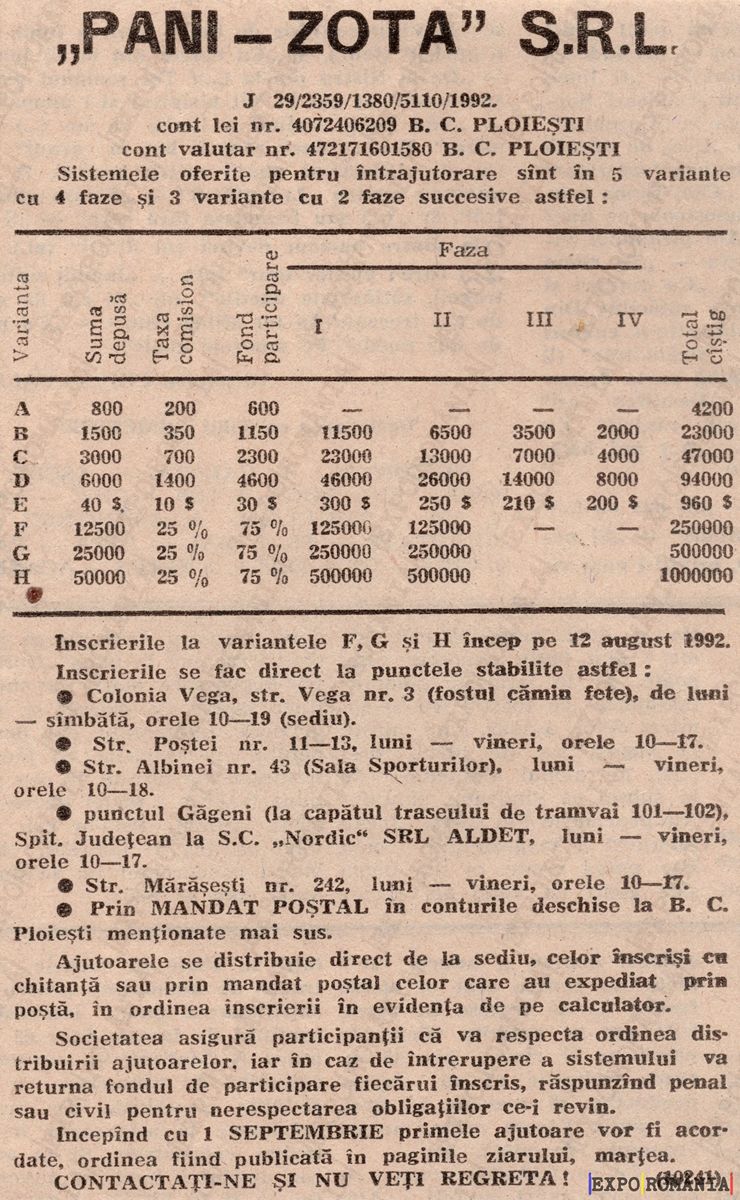 „PANI – ZOTA” S.R.L.
J 29/2359/1380/5110/1992.
cont lei nr. 4072406209 B. C. PLOIEȘTI
cont valutar nr. 472171601580 B. C. PLOIEȘTI
Sistemele oferite pentru întrajutorare sînt în 5 variante
cu 4 faze și 3 variante cu 2 faze succesive astfel :
Varianta Suma depusă Taxa comision Fond participare Faza I II III IV Total cîștig
A 800 200 600 — — — — 4200
B 1500 350 1150 11500 6500 3500 2000 23000
C 3000 700 2300 23000 13000 7000 4000 47000
D 6000 1400 4600 46000 26000 14000 8000 94000
E 40 $ 10 $ 30 $ 300 $ 250 $ 210 $ 200 $ 960 $
F 12500 25 % 75 % 125000 125000 — — 250000
G 25000 25 % 75 % 250000 250000 500000
H 50000 25 % 75 % 500000 500000 1000000
Inscrierile la variantele F, G și H încep pe 12 august 1992.
Inscrierile se fac direct la punctele stabilite astfel :
● Colonia Vega, str. Vega nr. 3 (fostul cămin fete), de luni
— sîmbătă, orele 10—19 (sediu).
● Str. Poștei nr. 11—13, luni — vineri, orele 10—17.
● Str. Albinei nr. 43 (Sala Sporturilor), luni — vineri,
orele 10—18.
● punctul Găgeni (la capătul traseului de tramvai 101—102),
Spit. Județean la S.C. „Nordic“ SRL ALDET, luni — vineri,
orele 10—17.
● Str. Mărășești nr. 242, luni — vineri, orele 10—17.
● Prin MANDAT POȘTAL în conturile deschise la B. C.
Ploiești menționate mai sus.
Ajutoarele se distribuie direct de la sediu, celor înscriși cu
chitanță sau prin mandat poștal celor care au expediat prin
poștă, în ordinea înscrierii în evidența de pe calculator.
Societatea asigură participanții că va respecta ordinea dis-
tribuirii ajutoarelor, iar în caz de întrerupere a sistemului va
returna fondul de participare fiecărui înscris, răspunzînd penal
sau civil pentru nerespectarea obligațiilor ce-i revin.
Incepînd cu 1 SEPTEMBRIE primele ajutoare vor fi acor-
date, ordinea fiind publicată în paginile ziarului, marțea.
CONTACTAȚI-NE ȘI NU VEȚI REGRETA ! (10241)
EXPO ROMANIA